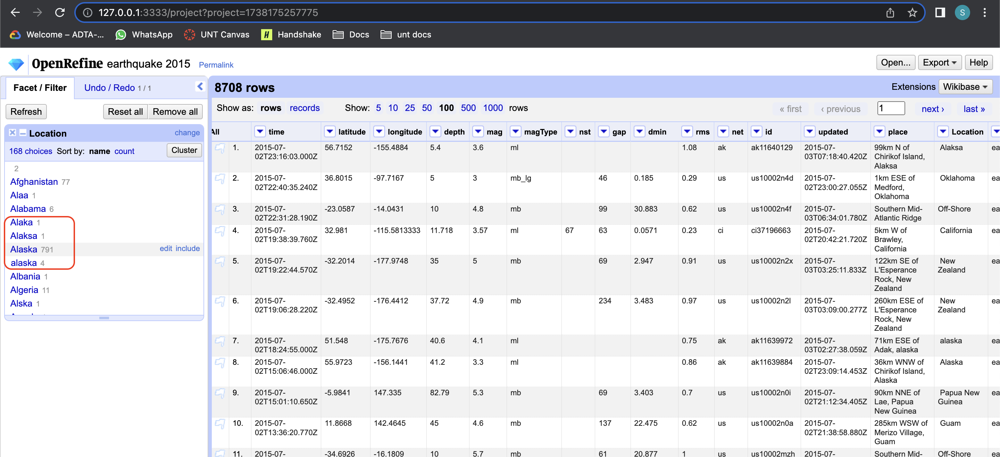 127.0.0.1:3333/project?project=1738175257775
S
Welcome – ADTA-... WhatsApp UNT Canvas H Handshake Docs unt docs
OpenRefine earthquake 2015 Permalink
Open... Export Help
Facet / Filter Undo / Redo 1 / 1
Refresh Reset all Remove all
Location change
168 choices Sort by: name count Cluster
2
Afghanistan 77
Alaa 1
Alabama 6
Alaka 1
Alaksa 1
Alaska 791 edit include
alaska 4
Albania 1
Algeria 11
Alska 1
8708 rows
Extensions Wikibase
Show as: rows records Show: 5 10 25 50 100 500 1000 rows
« first ‹ previous 1 next › last »
All time latitude longitude depth mag magType nst gap dmin rms net id updated place Location
1. 2015-07- 56.7152 -155.4884 5.4 3.6 ml 1.08 ak ak11640129 2015-07- 99km N of Alaksa ea
02T23:16:03.000Z 03T07:18:40.420Z Chirikof Island,
Alaksa
2. 2015-07- 36.8015 -97.7167 5 3 mb_lg 46 0.185 0.29 us us10002n4d 2015-07- 1km ESE of Oklahoma ea
02T22:40:35.240Z 02T23:00:27.055Z Medford,
Oklahoma
3. 2015-07- -23.0587 -14.0431 10 4.8 mb 99 30.883 0.62 us us10002n4f 2015-07- Southern Mid- Off-Shore ea
02T22:31:28.190Z 03T06:34:01.780Z Atlantic Ridge
4. 2015-07- 32.981 -115.5813333 11.718 3.57 ml 67 63 0.0571 0.23 ci ci37196663 2015-07- 5km W of California ea
02T19:38:39.760Z 02T20:42:21.720Z Brawley,
California
5. 2015-07- -32.2014 -177.9748 35 5 mb 69 2.947 0.91 us us10002n2x 2015-07- 122km SE of New ea
02T19:22:44.570Z 03T03:25:11.833Z L'Esperance Zealand
Rock, New
Zealand
6. 2015-07- -32.4952 -176.4412 37.72 4.9 mb 234 3.483 0.97 us us10002n2l 2015-07- 260km ESE of New ea
02T19:06:28.220Z 03T03:09:00.277Z L'Esperance Zealand
Rock, New
Zealand
7. 2015-07- 51.548 -175.7676 40.6 4.1 ml 0.75 ak ak11639972 2015-07- 71km ESE of alaska ea
02T18:24:55.000Z 03T02:27:38.059Z Adak, alaska
8. 2015-07- 55.9723 -156.1441 41.2 3.3 ml 0.86 ak ak11639884 2015-07- 36km WNW of Alaska ea
02T15:06:46.000Z 02T23:09:14.453Z Chirikof Island,
Alaska
9. 2015-07- -5.9841 147.335 82.79 5.3 mb 69 3.403 0.7 us us10002n0i 2015-07- 90km NNE of Papua New ea
02T15:01:10.650Z 02T21:12:34.405Z Lae, Papua Guinea
New Guinea
10. 2015-07- 11.8668 142.4645 45 4.6 mb 137 22.475 0.62 us us10002n0a 2015-07- 285km WSW of Guam ea
02T13:36:20.770Z 02T21:38:58.880Z Merizo Village,
Guam
11. 2015-07- -34.6926 -16.1809 10 5.7 mb 61 20.877 1 us us10002mzh 2015-07- Southern Mid- Off-Shore ea